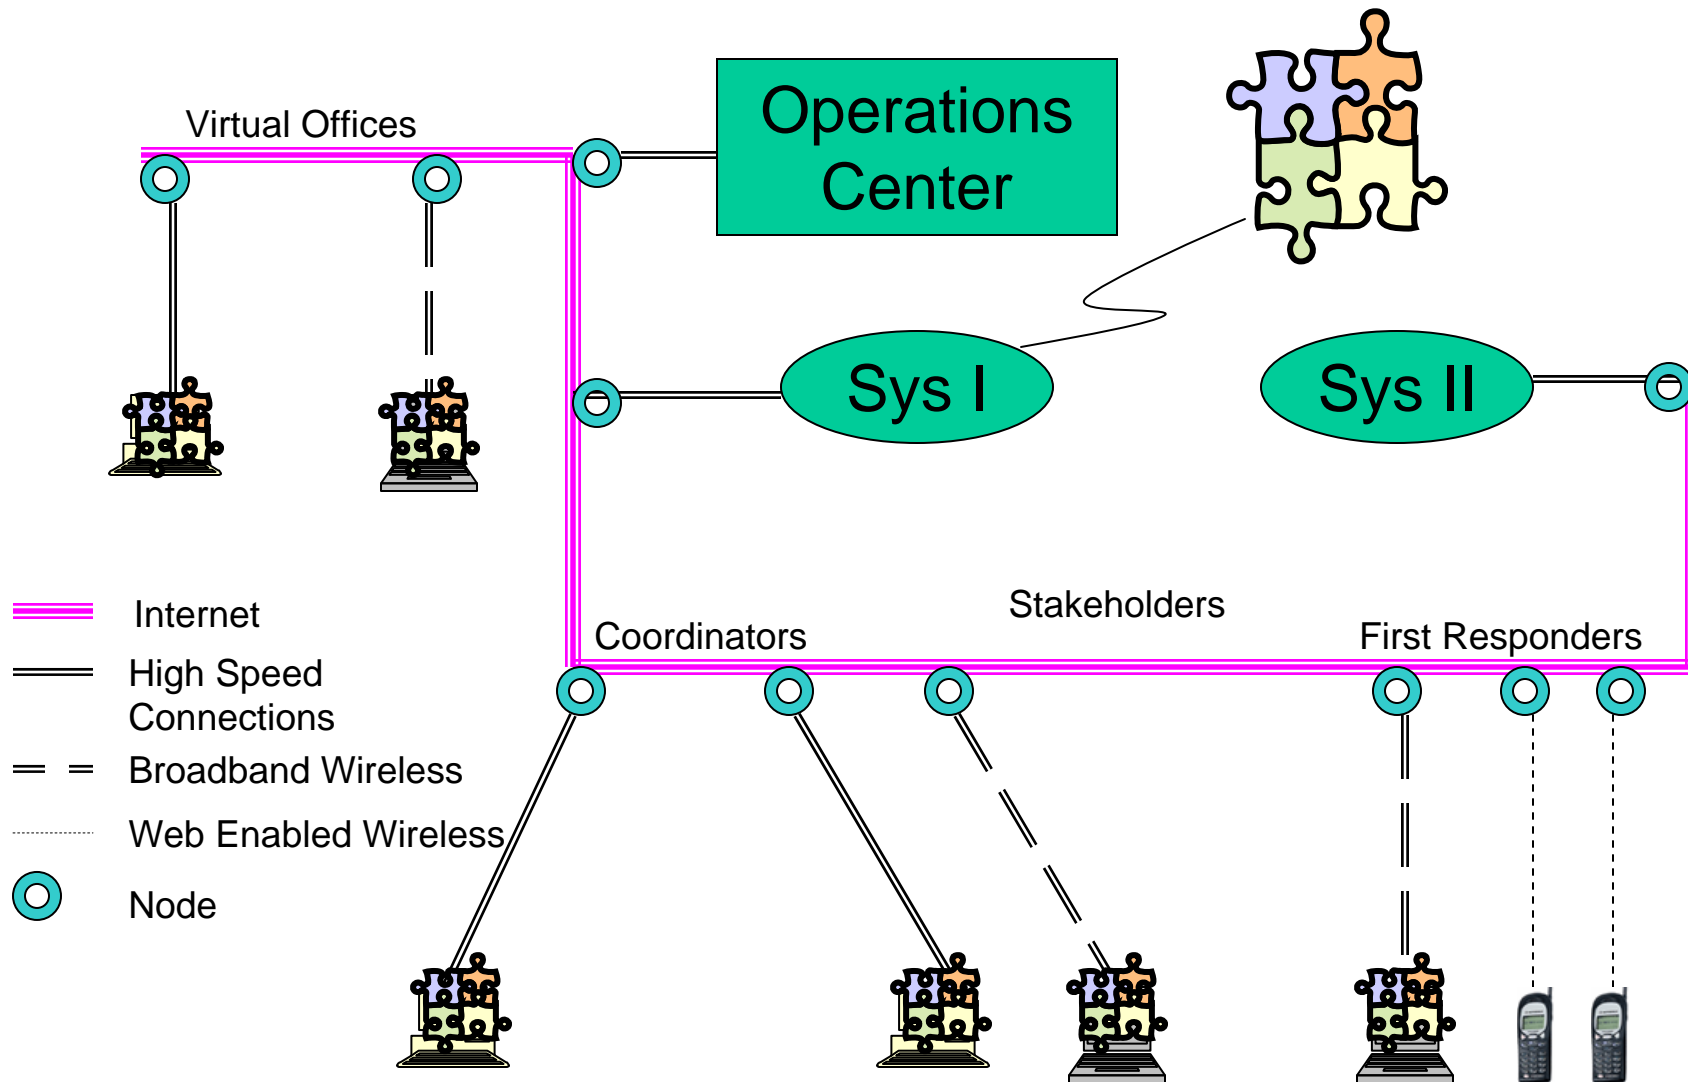 Operations
Center
Virtual Offices
Sys I
Sys II
Internet
Stakeholders
Coordinators
First Responders
High Speed
Connections
Broadband Wireless
Web Enabled Wireless
Node